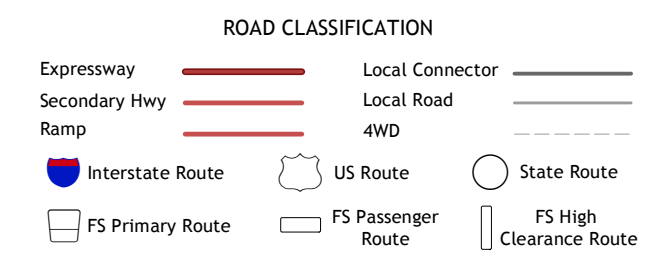 ROAD CLASSIFICATION
Expressway
Local Connector
Secondary Hwy
Local Road
Ramp
4WD
Interstate Route
US Route
State Route
FS Primary Route
FS Passenger
Route
FS High
Clearance Route